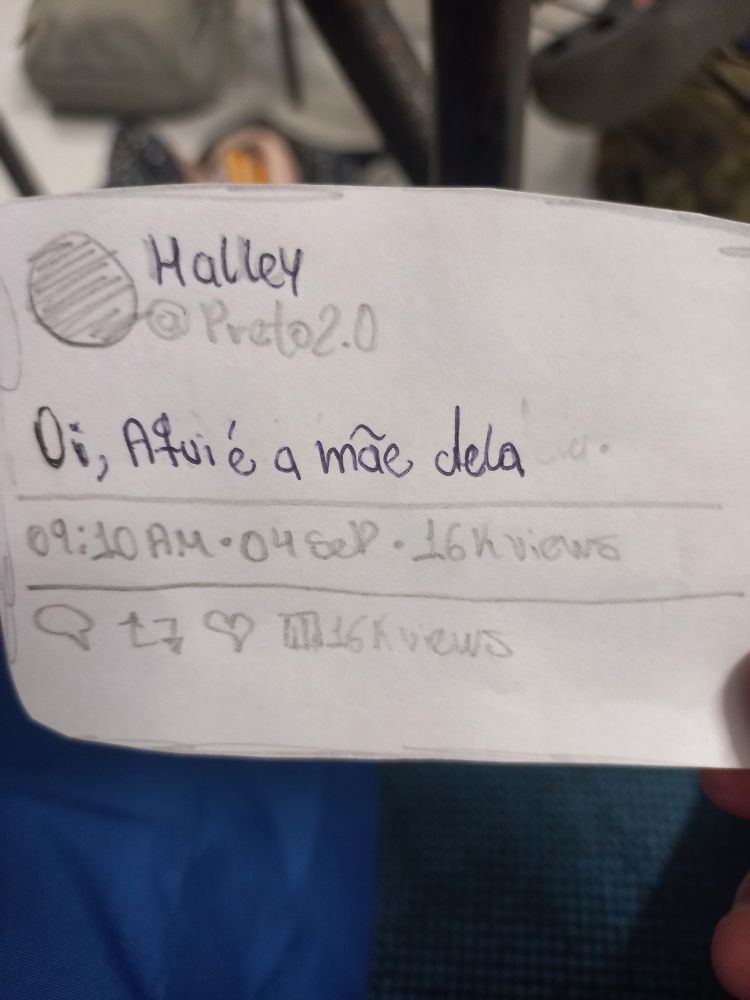 Halley
@Preto2.0
Oi, Aqui é a mãe dela
09:10 AM · 04 Sep · 16K views
16K views